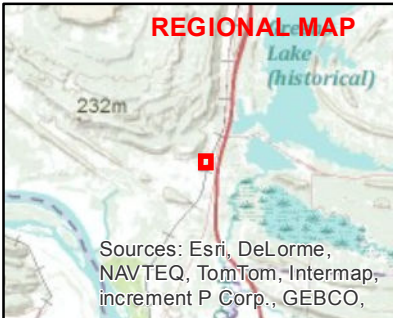 REGIONAL MAP
Lake
(historical)
232m
Sources: Esri, DeLorme,
NAVTEQ, TomTom, Intermap,
increment P Corp., GEBCO,